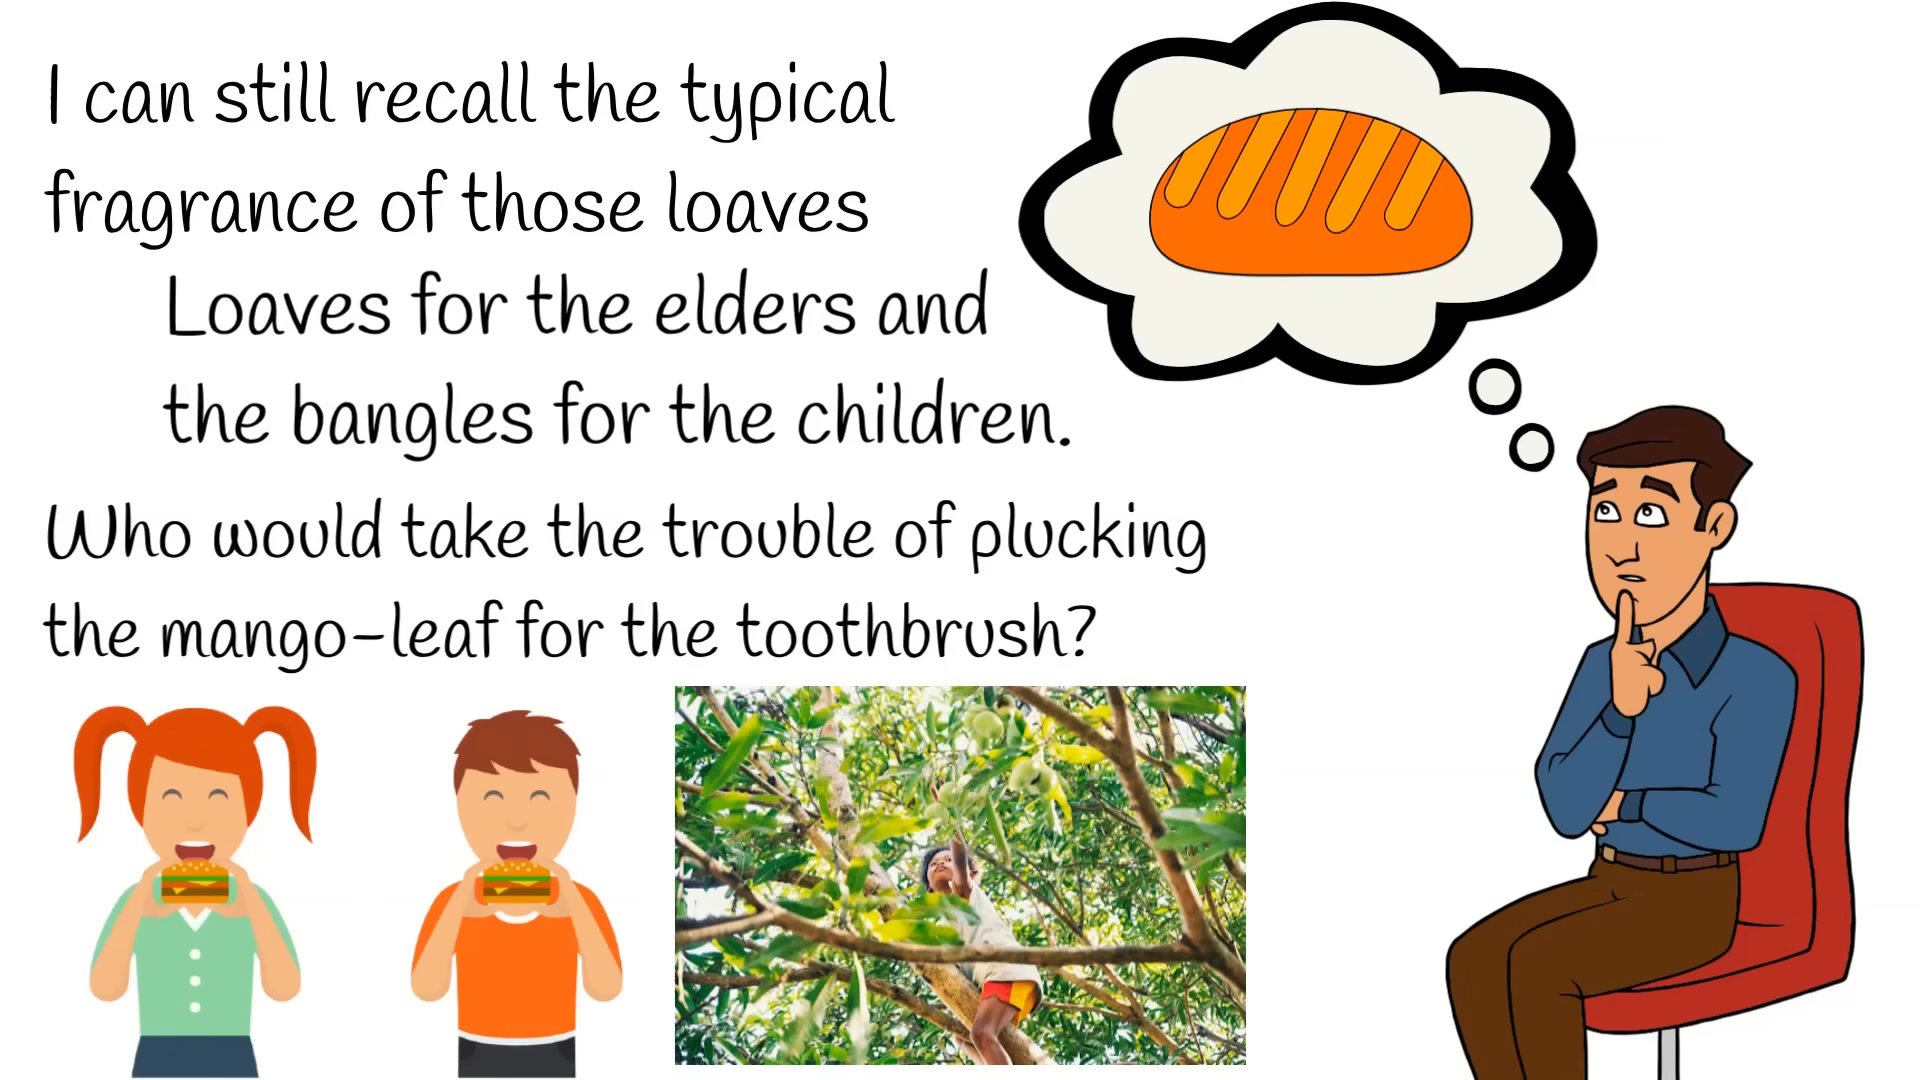 I can still recall the typical
fragrance of those loaves
Loaves for the elders and
the bangles for the children.
Who would take the trouble of plucking
the mango-leaf for the toothbrush?